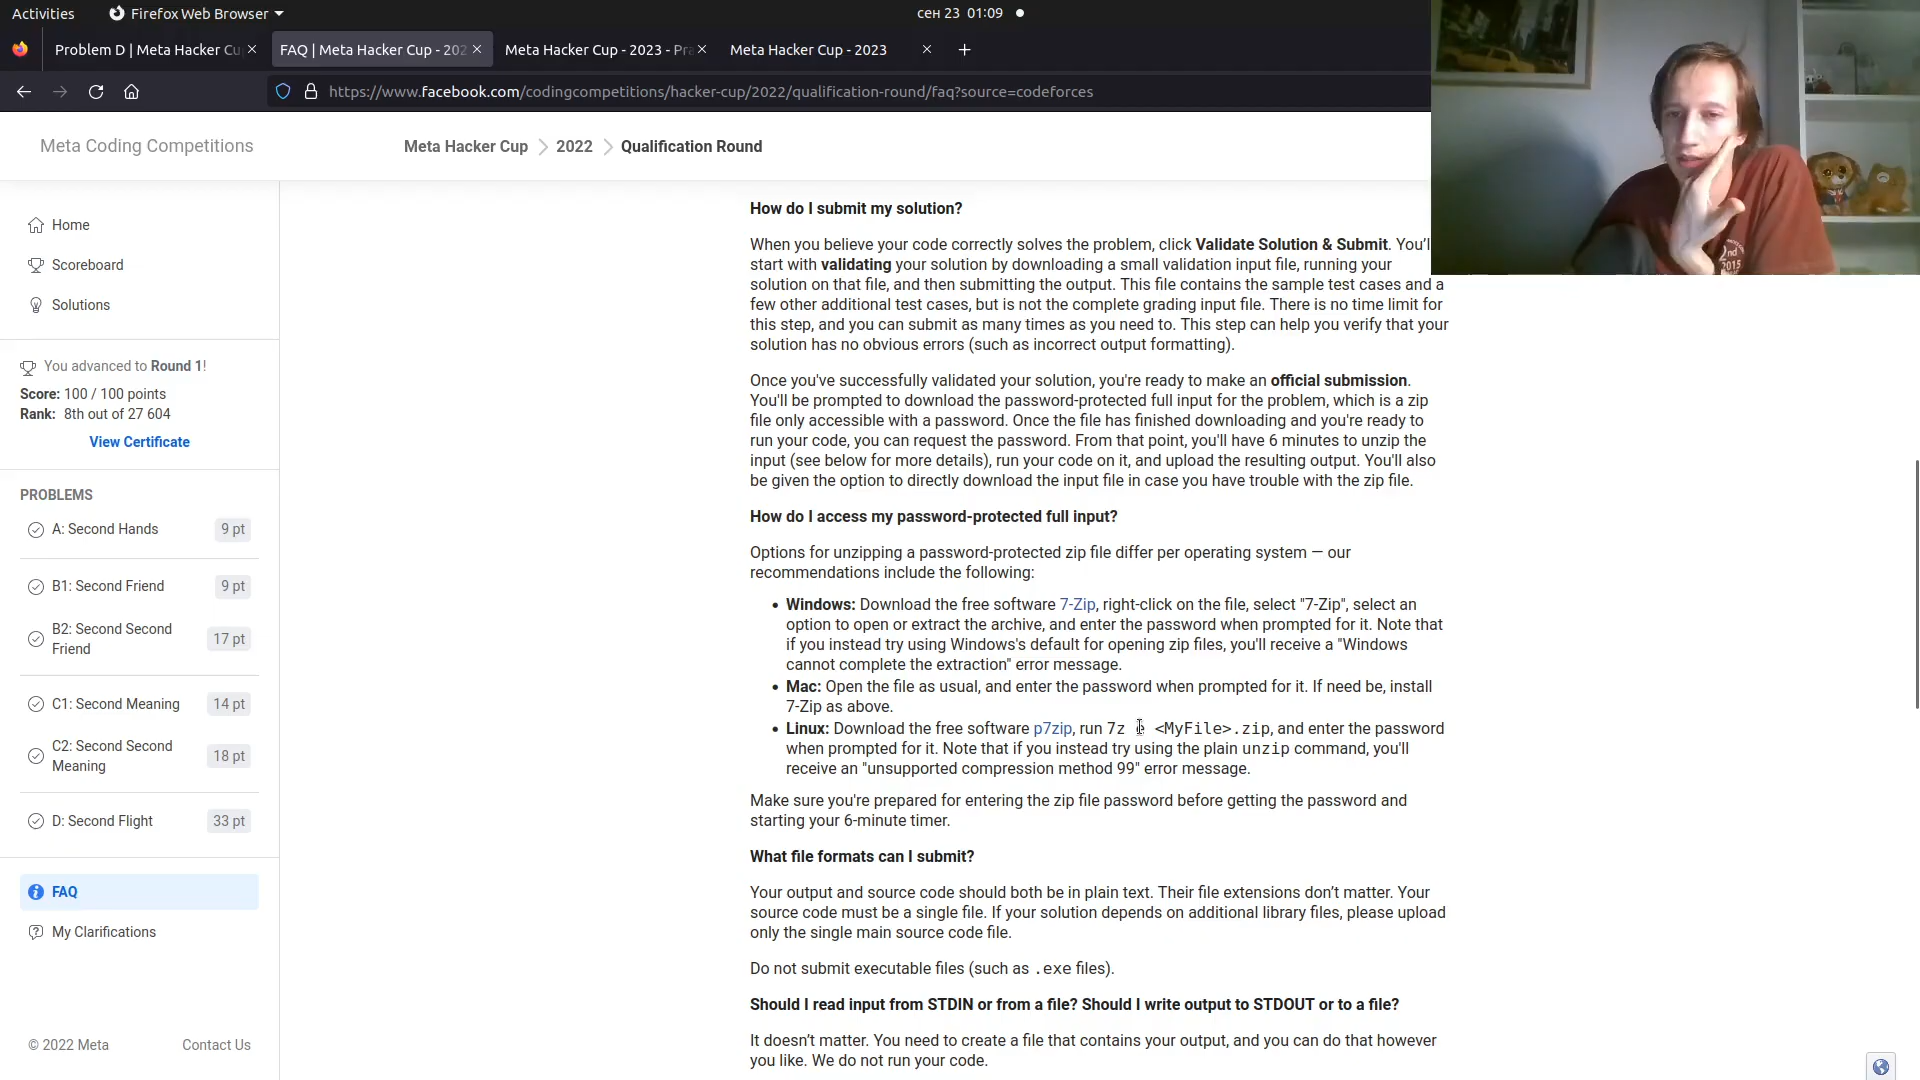 Activities
Firefox Web Browser
сен 23 01:09
Problem D | Meta Hacker Cu
FAQ | Meta Hacker Cup - 202
Meta Hacker Cup - 2023 - Pra
Meta Hacker Cup - 2023
https://www.facebook.com/codingcompetitions/hacker-cup/2022/qualification-round/faq?source=codeforces
Meta Coding Competitions
Meta Hacker Cup
2022
Qualification Round
Home
Scoreboard
Solutions
You advanced to Round 1!
Score: 100 / 100 points
Rank: 8th out of 27 604
View Certificate
PROBLEMS
A: Second Hands 9 pt
B1: Second Friend 9 pt
B2: Second Second
Friend
17 pt
C1: Second Meaning 14 pt
C2: Second Second
Meaning
18 pt
D: Second Flight 33 pt
FAQ
My Clarifications
© 2022 Meta
Contact Us
How do I submit my solution?
When you believe your code correctly solves the problem, click Validate Solution & Submit. You'l
start with validating your solution by downloading a small validation input file, running your
solution on that file, and then submitting the output. This file contains the sample test cases and a
few other additional test cases, but is not the complete grading input file. There is no time limit for
this step, and you can submit as many times as you need to. This step can help you verify that your
solution has no obvious errors (such as incorrect output formatting).
Once you've successfully validated your solution, you're ready to make an official submission.
You'll be prompted to download the password-protected full input for the problem, which is a zip
file only accessible with a password. Once the file has finished downloading and you're ready to
run your code, you can request the password. From that point, you'll have 6 minutes to unzip the
input (see below for more details), run your code on it, and upload the resulting output. You'll also
be given the option to directly download the input file in case you have trouble with the zip file.
How do I access my password-protected full input?
Options for unzipping a password-protected zip file differ per operating system — our
recommendations include the following:
• Windows: Download the free software 7-Zip, right-click on the file, select "7-Zip", select an
option to open or extract the archive, and enter the password when prompted for it. Note that
if you instead try using Windows's default for opening zip files, you'll receive a "Windows
cannot complete the extraction" error message.
• Mac: Open the file as usual, and enter the password when prompted for it. If need be, install
7-Zip as above.
• Linux: Download the free software p7zip, run 7z <MyFile>.zip, and enter the password
when prompted for it. Note that if you instead try using the plain unzip command, you'll
receive an "unsupported compression method 99" error message.
Make sure you're prepared for entering the zip file password before getting the password and
starting your 6-minute timer.
What file formats can I submit?
Your output and source code should both be in plain text. Their file extensions don’t matter. Your
source code must be a single file. If your solution depends on additional library files, please upload
only the single main source code file.
Do not submit executable files (such as .exe files).
Should I read input from STDIN or from a file? Should I write output to STDOUT or to a file?
It doesn’t matter. You need to create a file that contains your output, and you can do that however
you like. We do not run your code.
2nd
2015